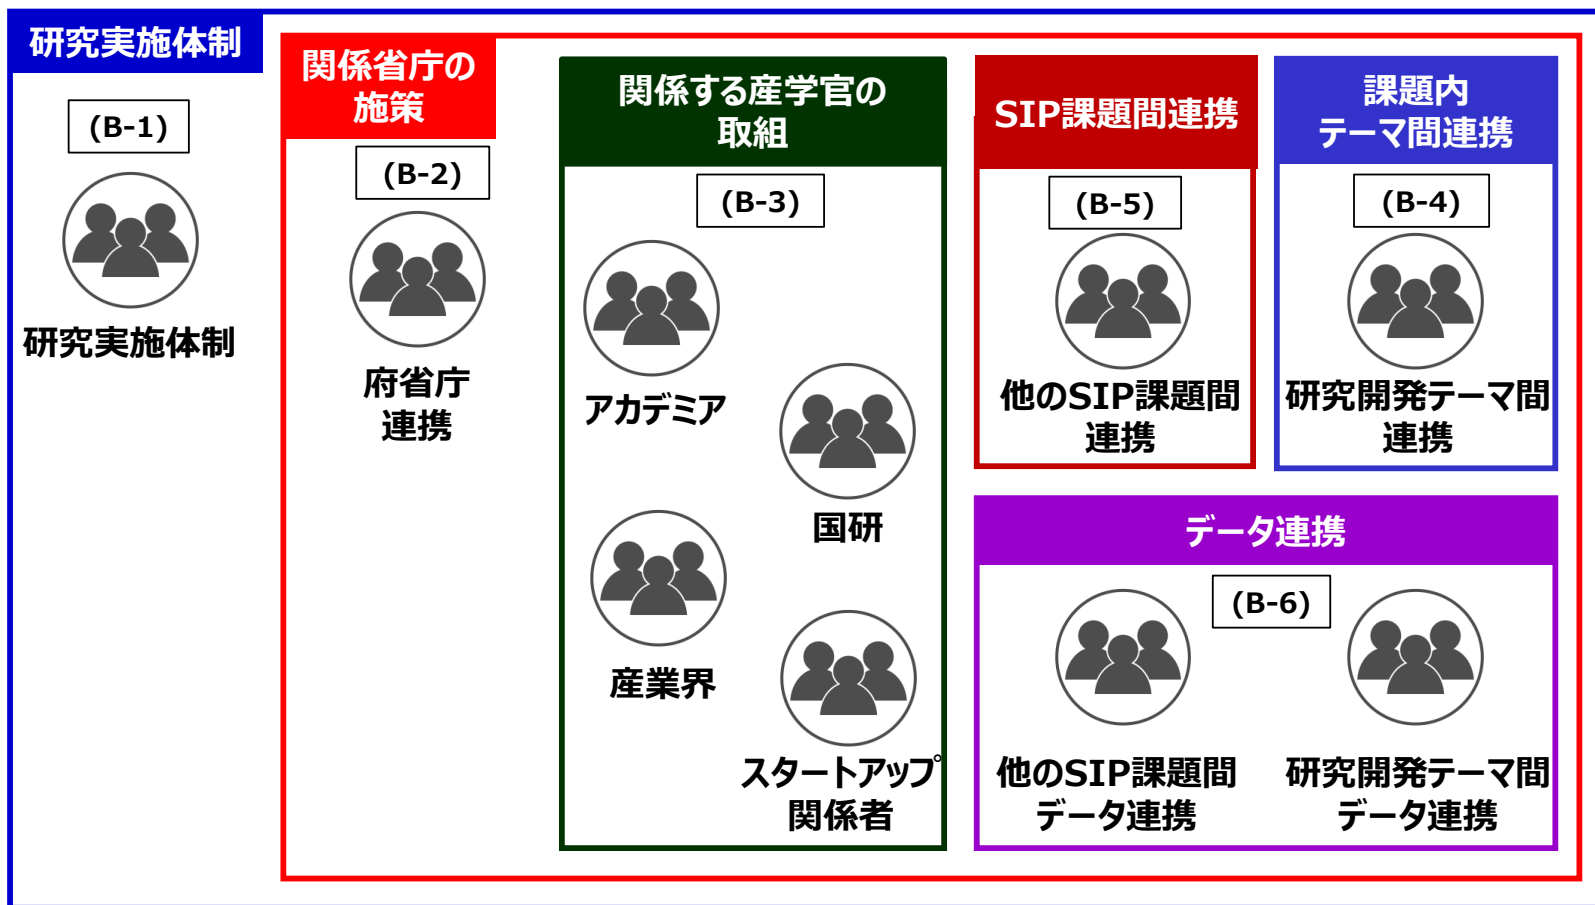 研究実施体制
(B-1)
研究実施体制
関係省庁の
施策
(B-2)
府省庁
連携
関係する産学官の
取組
(B-3)
アカデミア
国研
産業界
スタートアップ
関係者
SIP課題間連携
(B-5)
他のSIP課題間
連携
課題内
テーマ間連携
(B-4)
研究開発テーマ間
連携
データ連携
(B-6)
他のSIP課題間
データ連携
研究開発テーマ間
データ連携